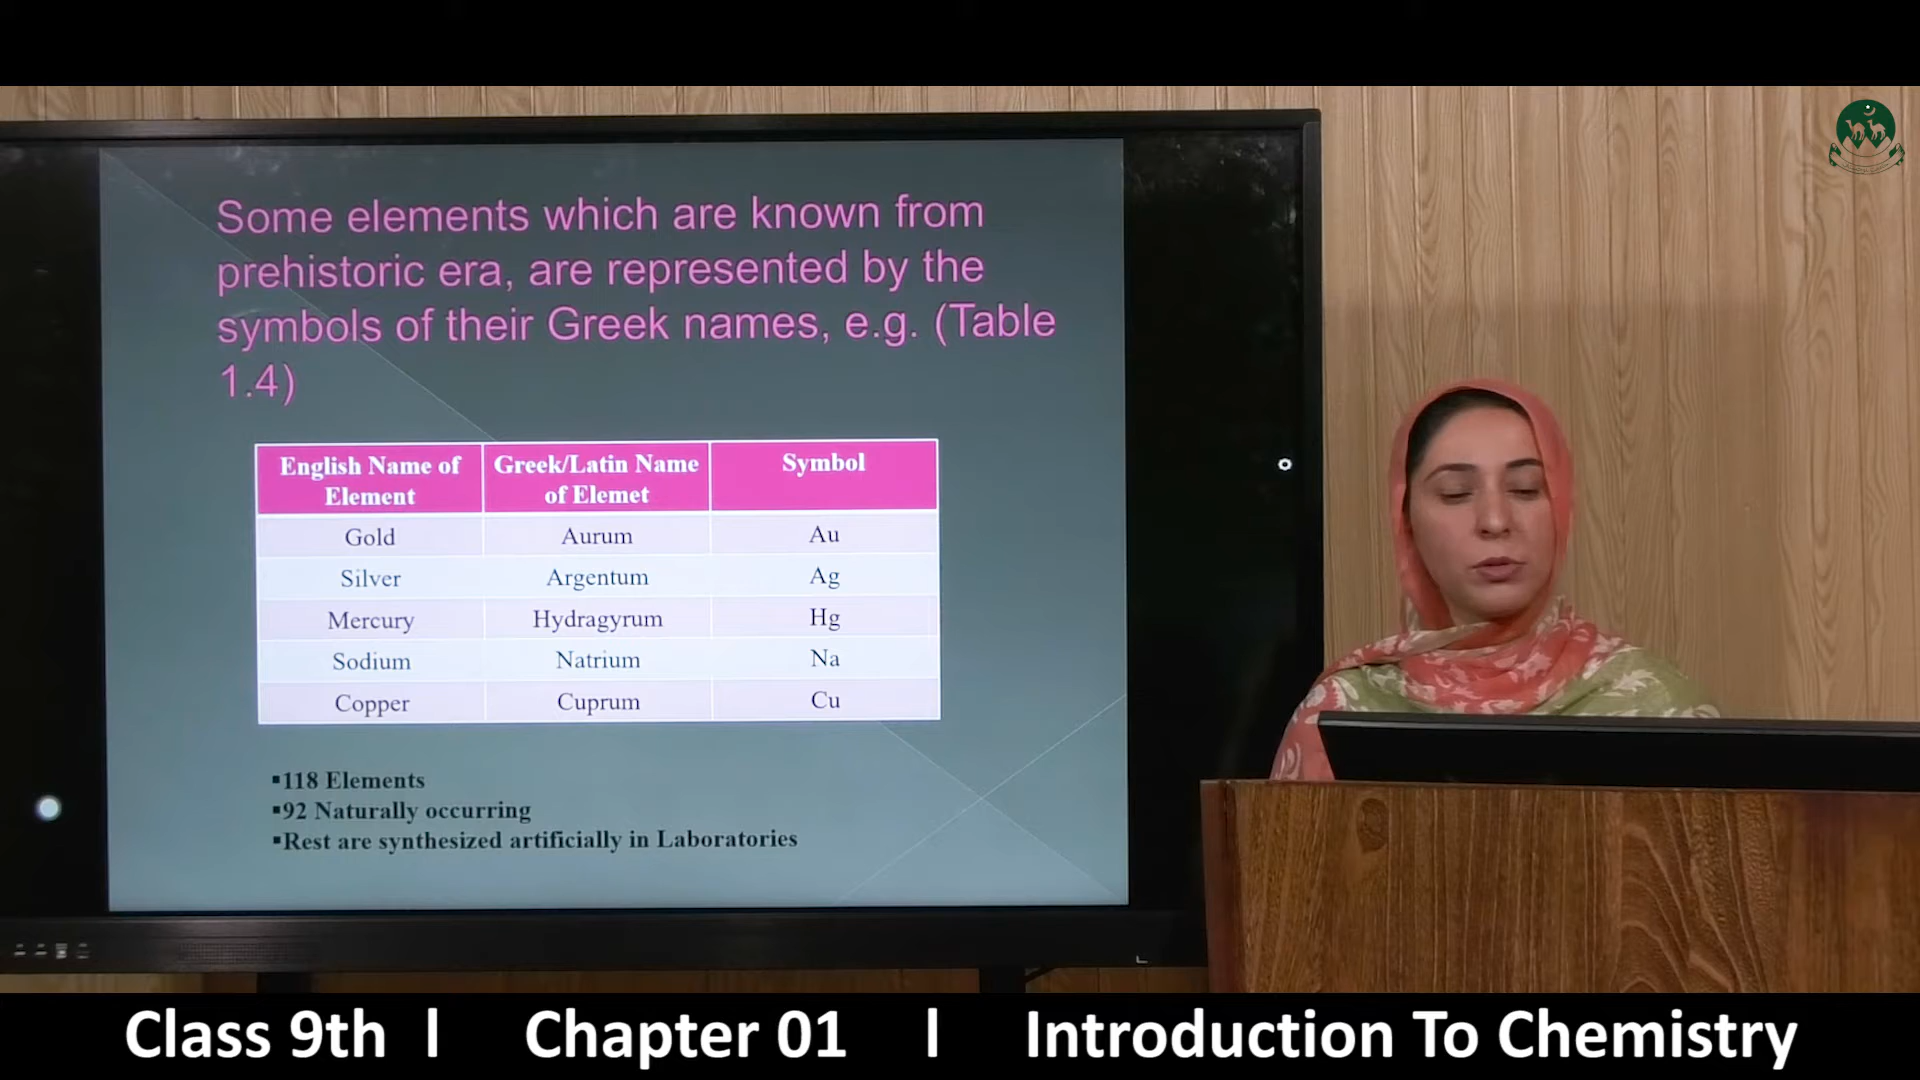 Some elements which are known from
prehistoric era, are represented by the
symbols of their Greek names, e.g. (Table
1.4)
English Name of Element Greek/Latin Name of Elemet Symbol
Gold Aurum Au
Silver Argentum Ag
Mercury Hydragyrum Hg
Sodium Natrium Na
Copper Cuprum Cu
▪118 Elements
▪92 Naturally occurring
▪Rest are synthesized artificially in Laboratories
Class 9th l Chapter 01 l Introduction To Chemistry